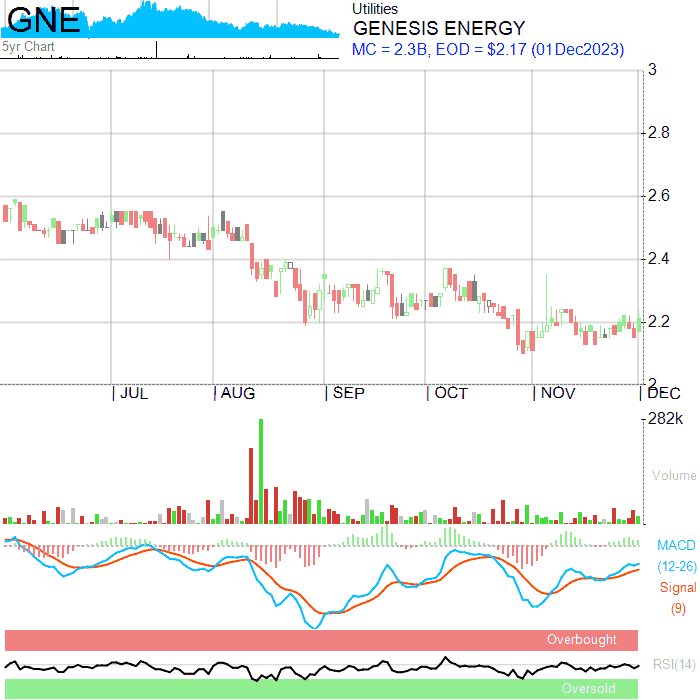 GNE
5yr Chart
Utilities
GENESIS ENERGY
MC = 2.3B, EOD = $2.17 (01Dec2023)
3
2.8
2.6
2.4
2.2
2
JUL AUG SEP OCT NOV DEC
282k
Volume
MACD
(12-26)
Signal
(9)
Overbought
RSI(14)
Oversold